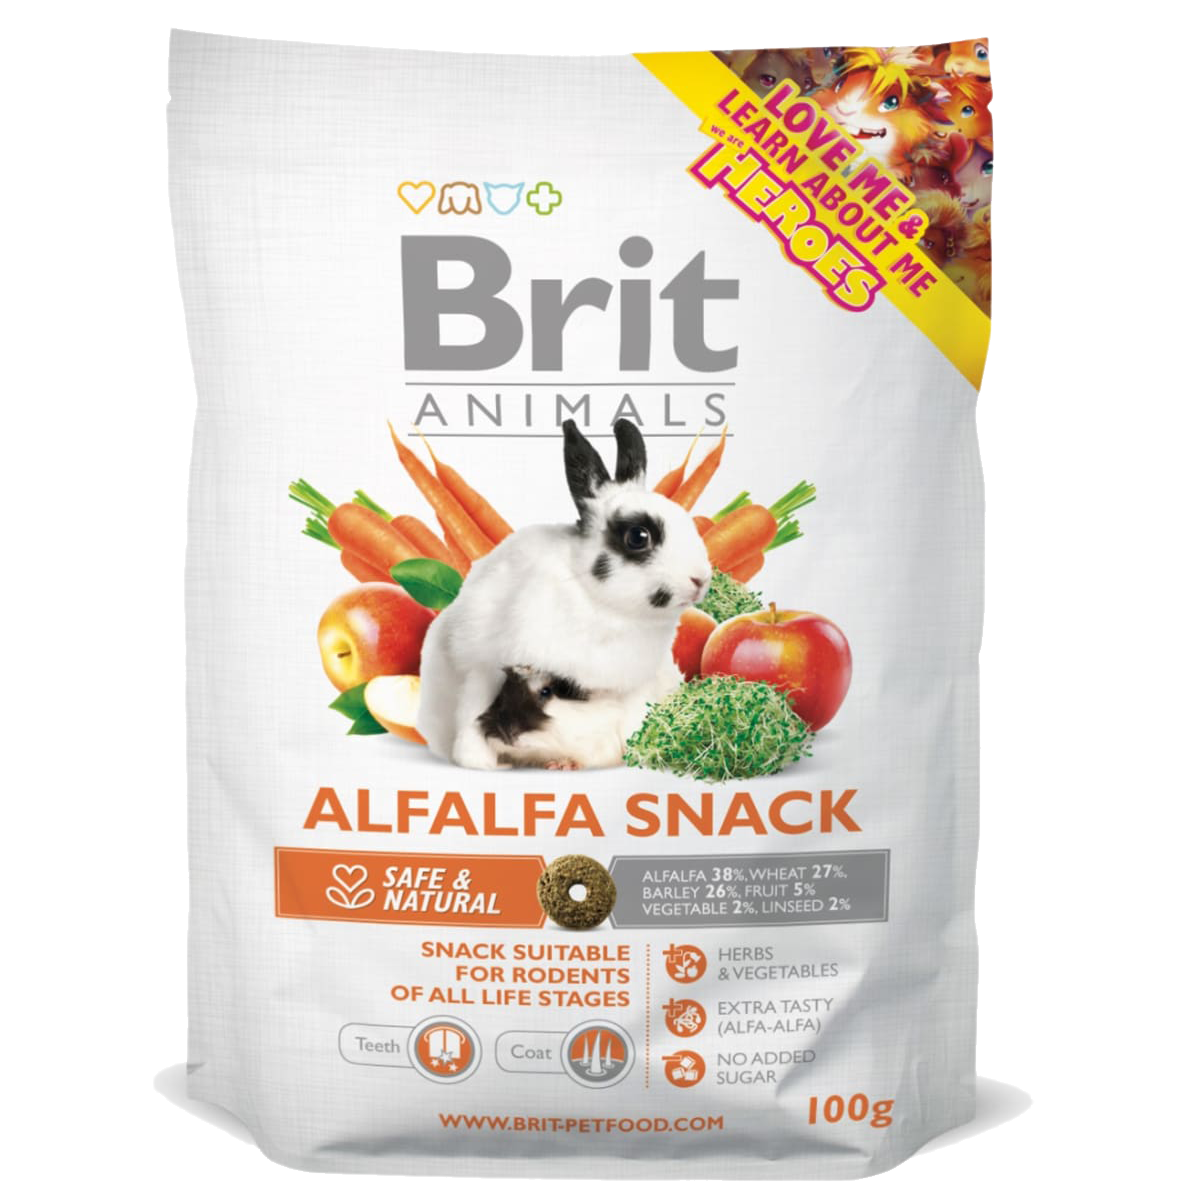 LOVE ME &
LEARN ABOUT ME
we are
HEROES
Brit
ANIMALS
ALFALFA SNACK
SAFE &
NATURAL
ALFALFA 38%, WHEAT 27%,
BARLEY 26%, FRUIT 5%
VEGETABLE 2%, LINSEED 2%
SNACK SUITABLE
FOR RODENTS
OF ALL LIFE STAGES
Teeth
Coat
HERBS
& VEGETABLES
EXTRA TASTY
(ALFA-ALFA)
NO ADDED
SUGAR
100g
WWW.BRIT-PETFOOD.COM